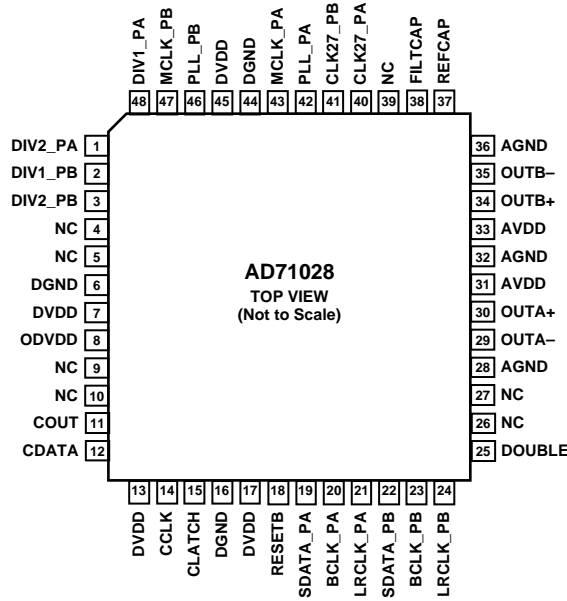 DIV1_PA
MCLK_PB
PLL_PB
DVDD
DGND
MCLK_PA
PLL_PA
CLK27_PB
CLK27_PA
NC
FILTCAP
REFCAP
48 47 46 45 44 43 42 41 40 39 38 37
DIV2_PA 1
DIV1_PB 2
DIV2_PB 3
NC 4
NC 5
DGND 6
DVDD 7
ODVDD 8
NC 9
NC 10
COUT 11
CDATA 12
AD71028
TOP VIEW
(Not to Scale)
36 AGND
35 OUTB–
34 OUTB+
33 AVDD
32 AGND
31 AVDD
30 OUTA+
29 OUTA–
28 AGND
27 NC
26 NC
25 DOUBLE
13 14 15 16 17 18 19 20 21 22 23 24
DVDD
CCLK
CLATCH
DGND
DVDD
RESETB
SDATA_PA
BCLK_PA
LRCLK_PA
SDATA_PB
BCLK_PB
LRCLK_PB